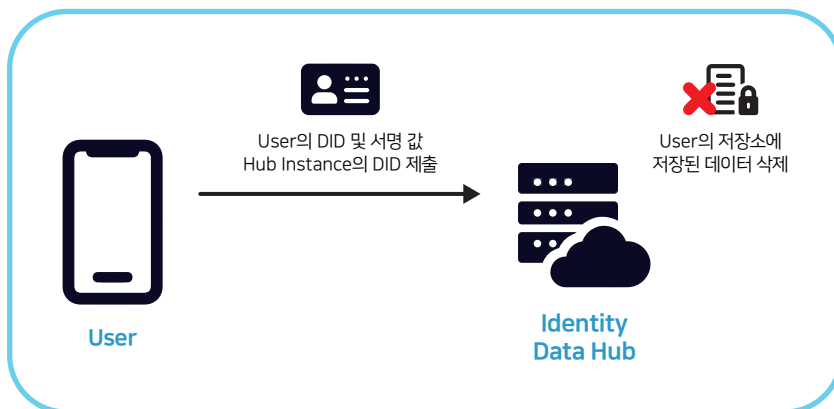 User의 DID 및 서명 값
Hub Instance의 DID 제출
User의 저장소에
저장된 데이터 삭제
User
Identity
Data Hub